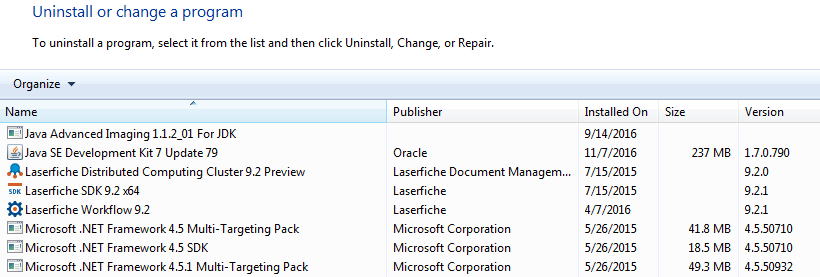 Uninstall or change a program
To uninstall a program, select it from the list and then click Uninstall, Change, or Repair.
Organize
Name Publisher Installed On Size Version
Java Advanced Imaging 1.1.2_01 For JDK 9/14/2016
Java SE Development Kit 7 Update 79 Oracle 11/7/2016 237 MB 1.7.0.790
Laserfiche Distributed Computing Cluster 9.2 Preview Laserfiche Document Managem... 7/15/2015 9.2.0
SDK Laserfiche SDK 9.2 x64 Laserfiche 7/15/2015 9.2.1
Laserfiche Workflow 9.2 Laserfiche 4/7/2016 9.2.1
Microsoft .NET Framework 4.5 Multi-Targeting Pack Microsoft Corporation 5/26/2015 41.8 MB 4.5.50710
Microsoft .NET Framework 4.5 SDK Microsoft Corporation 5/26/2015 18.5 MB 4.5.50710
Microsoft .NET Framework 4.5.1 Multi-Targeting Pack Microsoft Corporation 5/26/2015 49.3 MB 4.5.50932